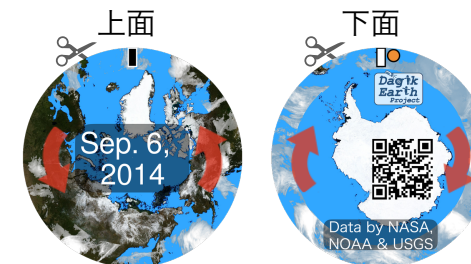 上面
下面
Sep. 6,
2014
Dagik
Earth
Project
Data by NASA,
NOAA & USGS